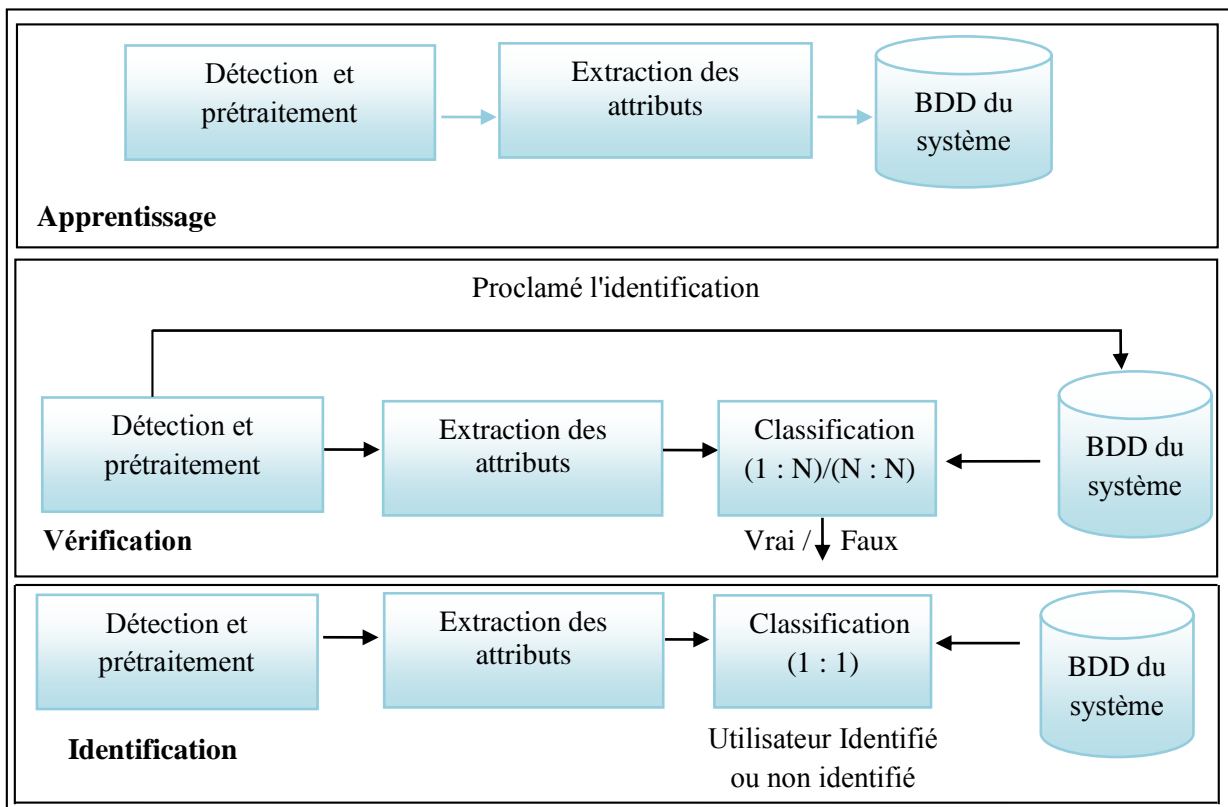 Détection et
prétraitement
Extraction des
attributs
BDD du
système
Apprentissage
Proclamé l'identification
Détection et
prétraitement
Extraction des
attributs
Classification
(1 : N)/(N : N)
BDD du
système
Vérification
Vrai / Faux
Détection et
prétraitement
Extraction des
attributs
Classification
(1 : 1)
BDD du
système
Identification
Utilisateur Identifié
ou non identifié